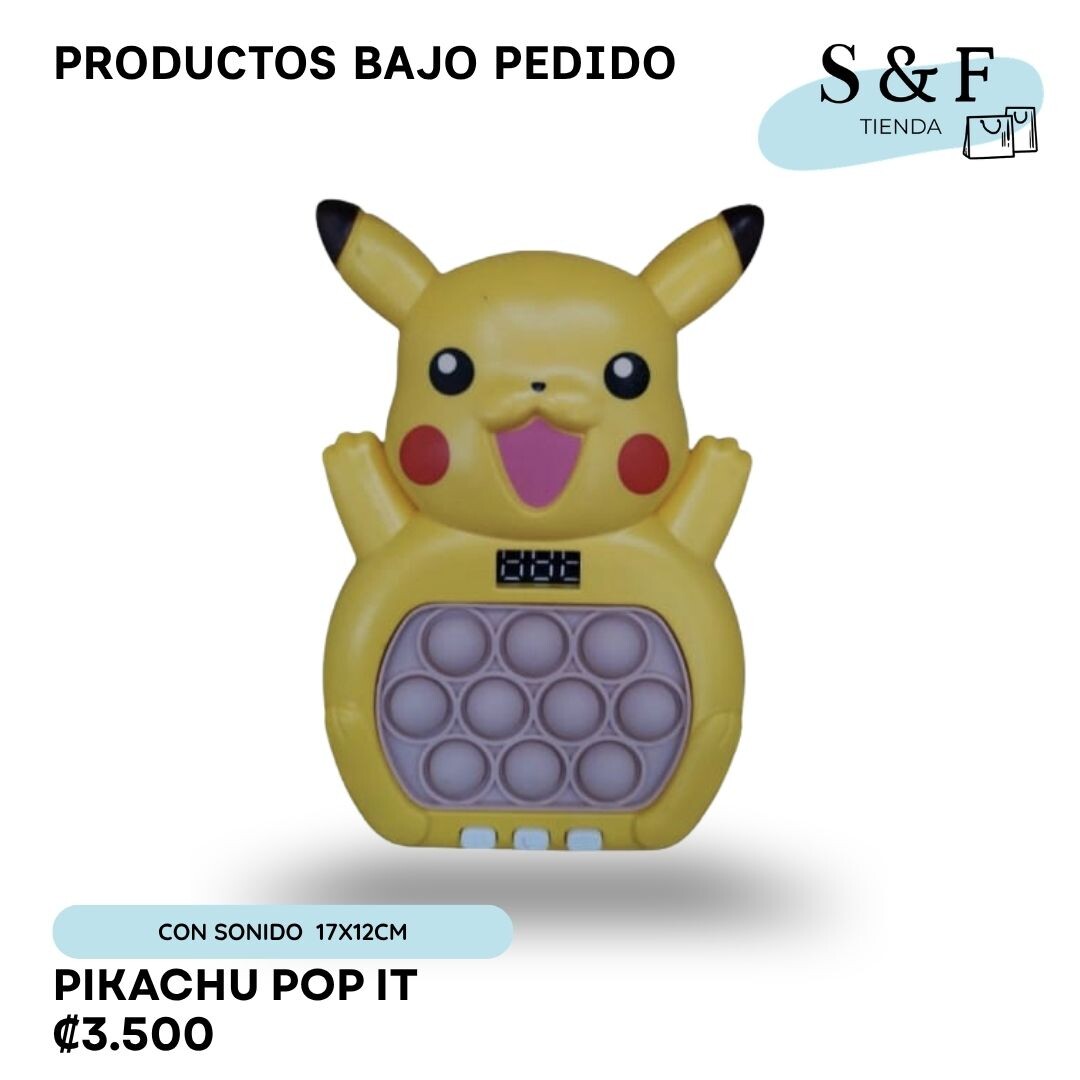 PRODUCTOS BAJO PEDIDO
S & F
TIENDA
CON SONIDO 17X12CM
PIKACHU POP IT
₡3.500